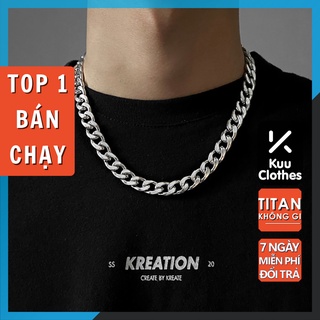 TOP 1
BÁN
CHẠY
Kuu
Clothes
TITAN
KHÔNG GỈ
7 NGÀY
MIỄN PHÍ
ĐỔI TRẢ
SS KREATION 20
CREATE BY KREATE